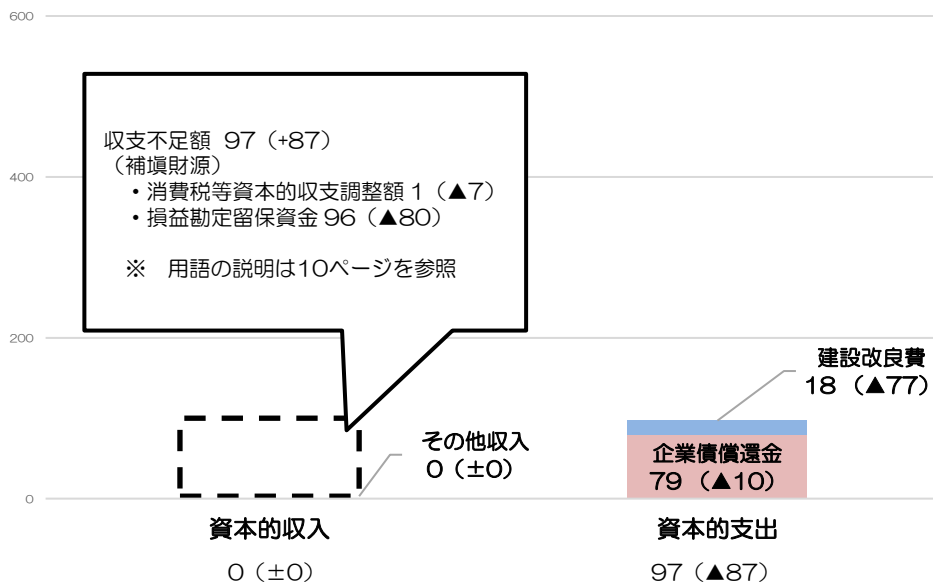 600
400
200
0
収支不足額 97（+87）
（補塡財源）
・消費税等資本的収支調整額 1（▲7）
・損益勘定留保資金 96（▲80）
※　用語の説明は10ページを参照
その他収入
0（±0）
建設改良費
18（▲77）
企業債償還金
79（▲10）
資本的収入
0（±0）
資本的支出
97（▲87）